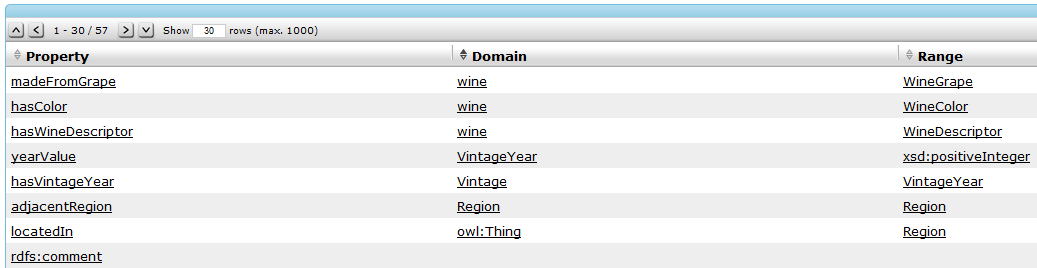 1 - 30 / 57 Show 30 rows (max. 1000)
Property Domain Range
madeFromGrape wine WineGrape
hasColor wine WineColor
hasWineDescriptor wine WineDescriptor
yearValue VintageYear xsd:positiveInteger
hasVintageYear Vintage VintageYear
adjacentRegion Region Region
locatedIn owl:Thing Region
rdfs:comment